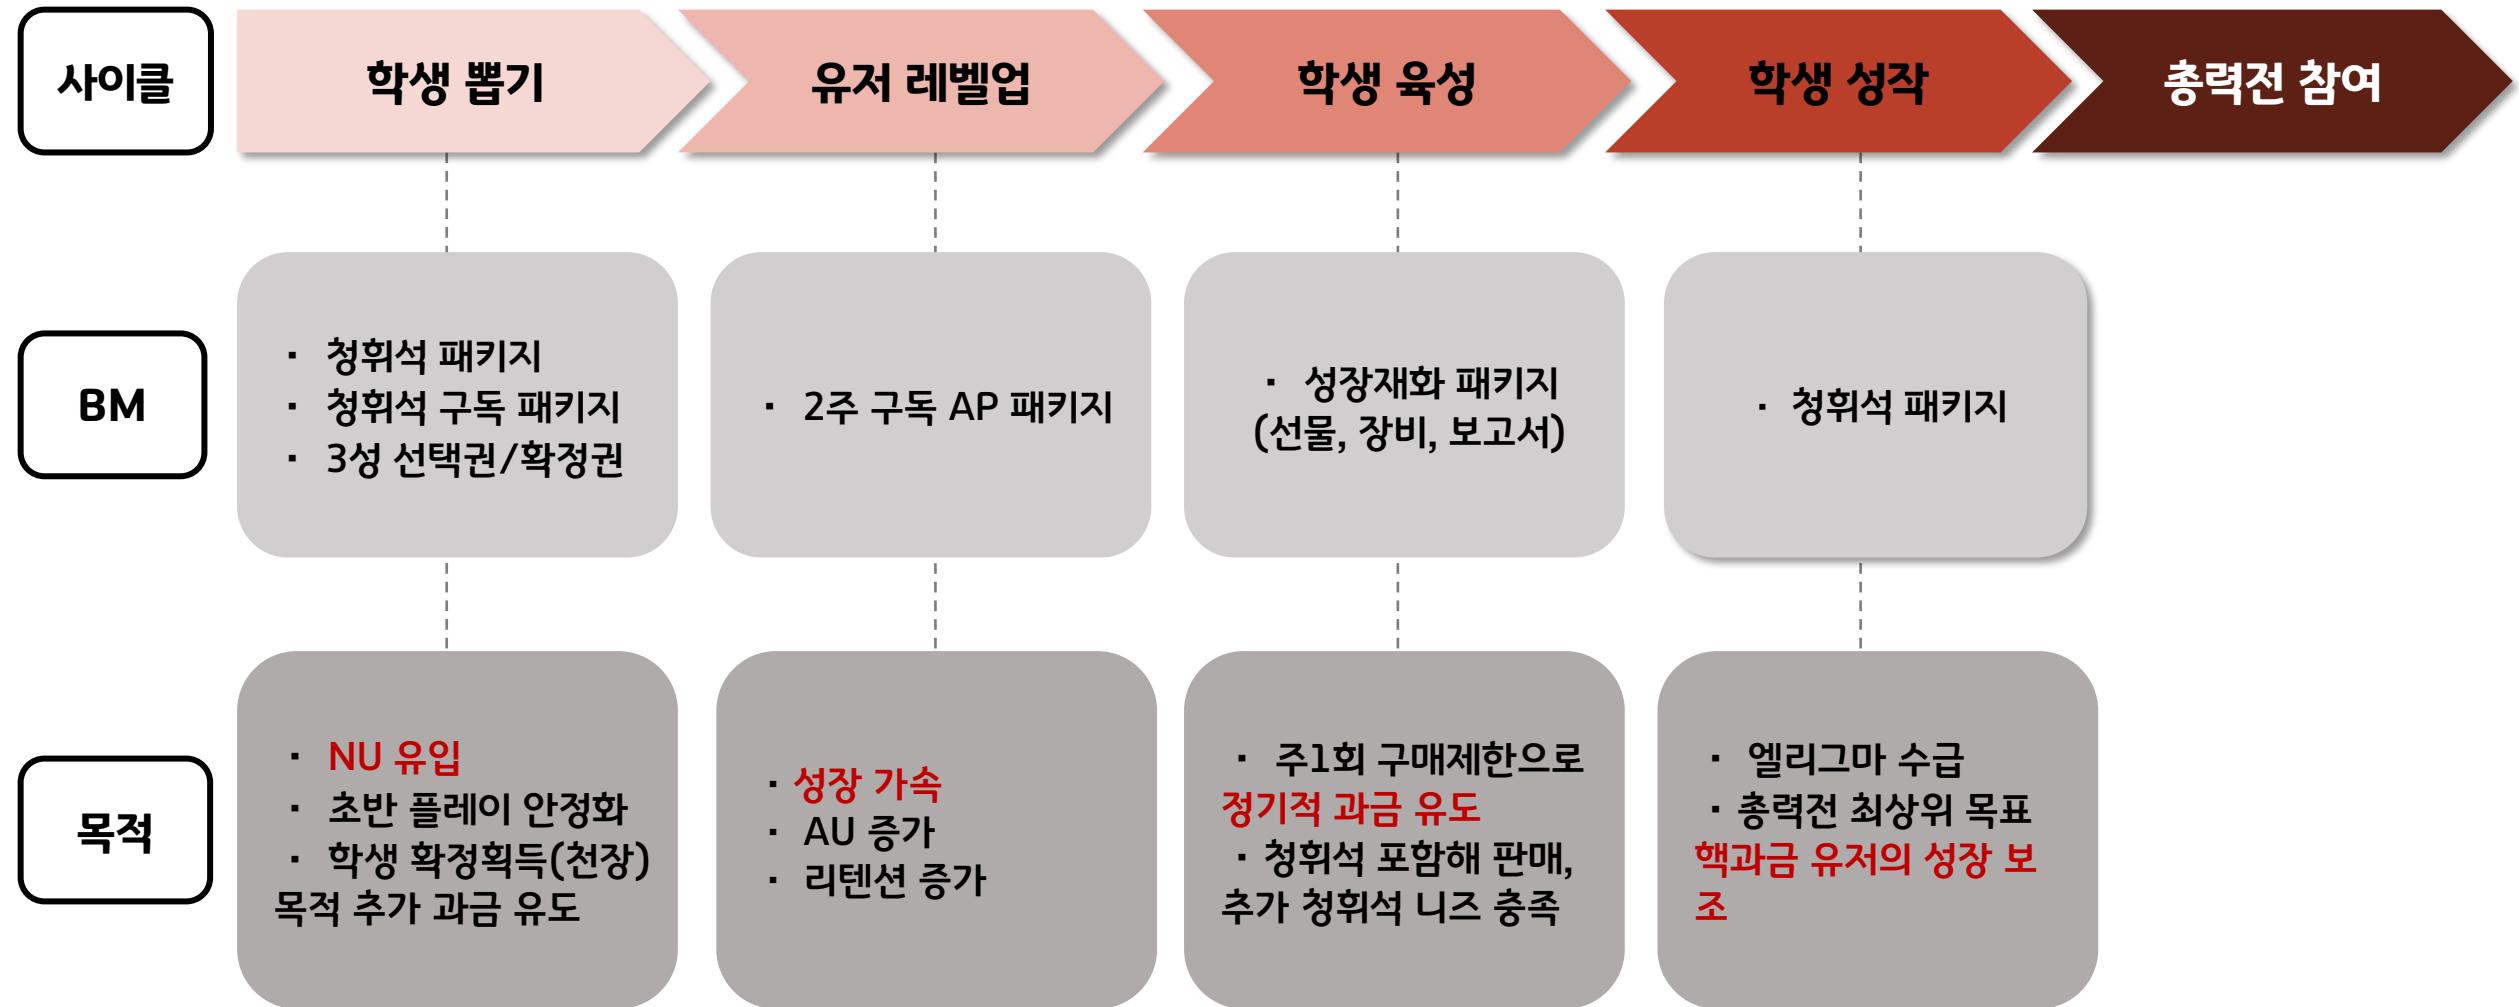 사이클
학생 뽑기
유저 레벨업
학생 육성
학생 성작
총력전 참여
BM
· 청휘석 패키지
· 청휘석 구독 패키지
· 3성 선택권/확정권
· 2주 구독 AP 패키지
· 성장재화 패키지
(선물, 장비, 보고서)
· 청휘석 패키지
목적
· NU 유입
· 초반 플레이 안정화
· 학생 확정획득(천장)
목적 추가 과금 유도
· 성장 가속
· AU 증가
· 리텐션 증가
· 주1회 구매제한으로
정기적 과금 유도
· 청휘석 포함해 판매,
추가 청휘석 니즈 충족
· 엘리그마 수급
· 총력전 최상위 목표
핵과금 유저의 성장 보
조